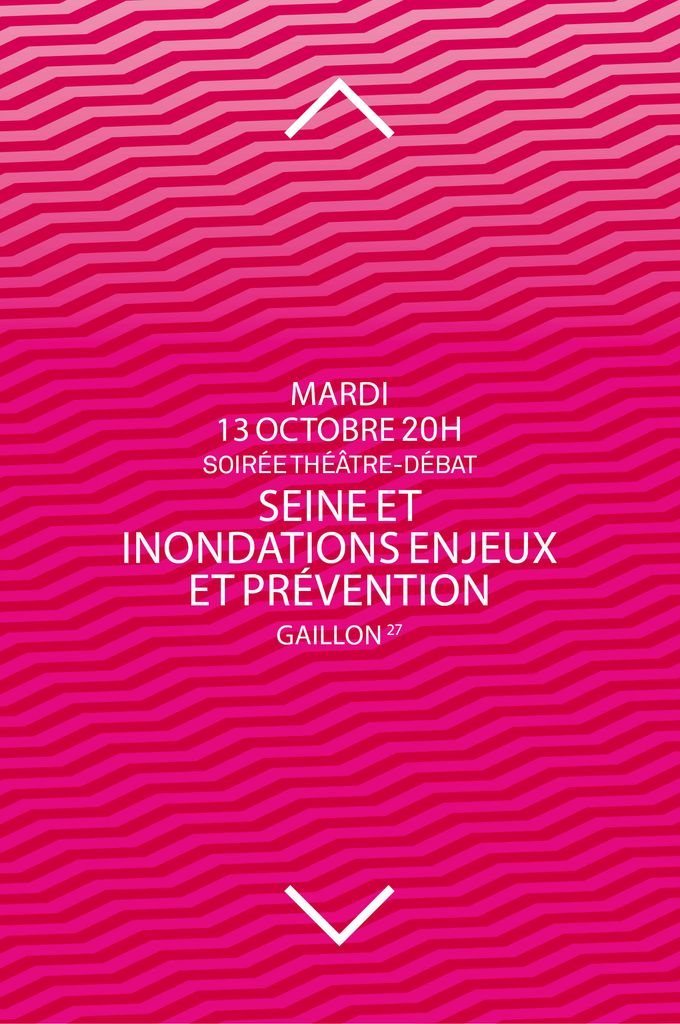 MARDI
13 OCTOBRE 20H
SOIRÉE THÉÂTRE-DÉBAT
SEINE ET
INONDATIONS ENJEUX
ET PRÉVENTION
GAILLON 27